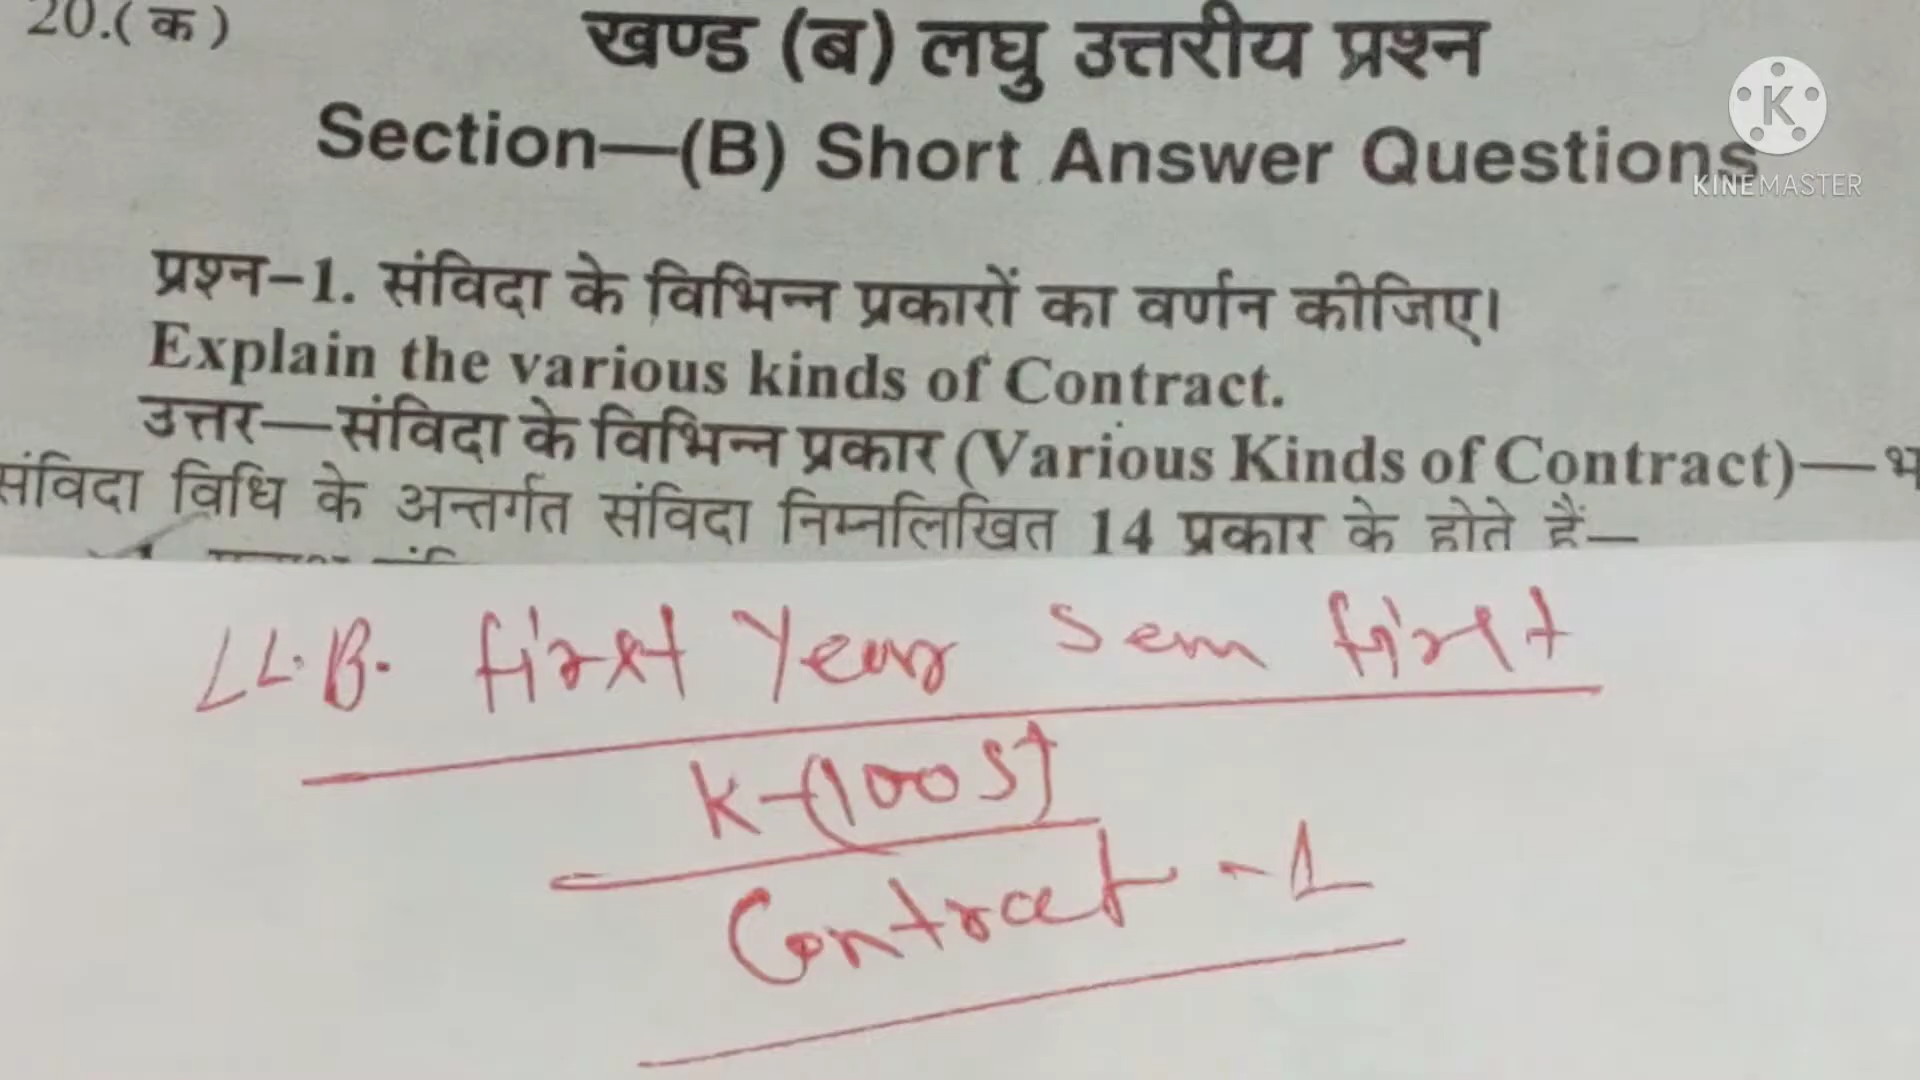 20.( क )
खण्ड (ब) लघु उत्तरीय प्रश्न
Section—(B) Short Answer Questions
KINEMASTER
प्रश्न–1. संविदा के विभिन्न प्रकारों का वर्णन कीजिए।
Explain the various kinds of Contract.
उत्तर—संविदा के विभिन्न प्रकार (Various Kinds of Contract)—भ
संविदा विधि के अन्तर्गत संविदा निम्नलिखित 14 प्रकार के होते हैं—
LL.B. first Year Sem first
K-(1005)
Contract - 1